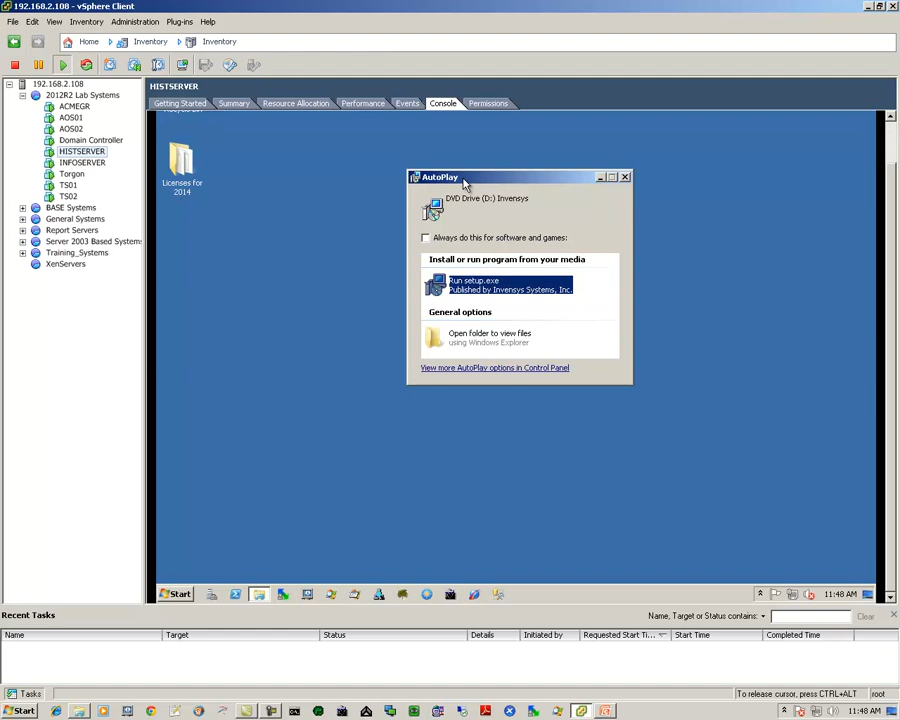 192.168.2.108 - vSphere Client
File Edit View Inventory Administration Plug-ins Help
Home Inventory Inventory
192.168.2.108
2012R2 Lab Systems
ACMEGR
AOS01
AOS02
Domain Controller
HISTSERVER
INFOSERVER
Torgon
TS01
TS02
BASE Systems
General Systems
Report Servers
Server 2003 Based Systems
Training_Systems
XenServers
HISTSERVER
Getting Started Summary Resource Allocation Performance Events Console Permissions
Licenses for
2014
AutoPlay
DVD Drive (D:) Invensys
Always do this for software and games:
Install or run program from your media
Run setup.exe
Published by Invensys Systems, Inc.
General options
Open folder to view files
using Windows Explorer
View more AutoPlay options in Control Panel
Start 11:48 AM
Recent Tasks
Name, Target or Status contains: Clear
Name Target Status Details Initiated by Requested Start Ti... Start Time Completed Time
Tasks To release cursor, press CTRL+ALT root
Start 11:48 AM